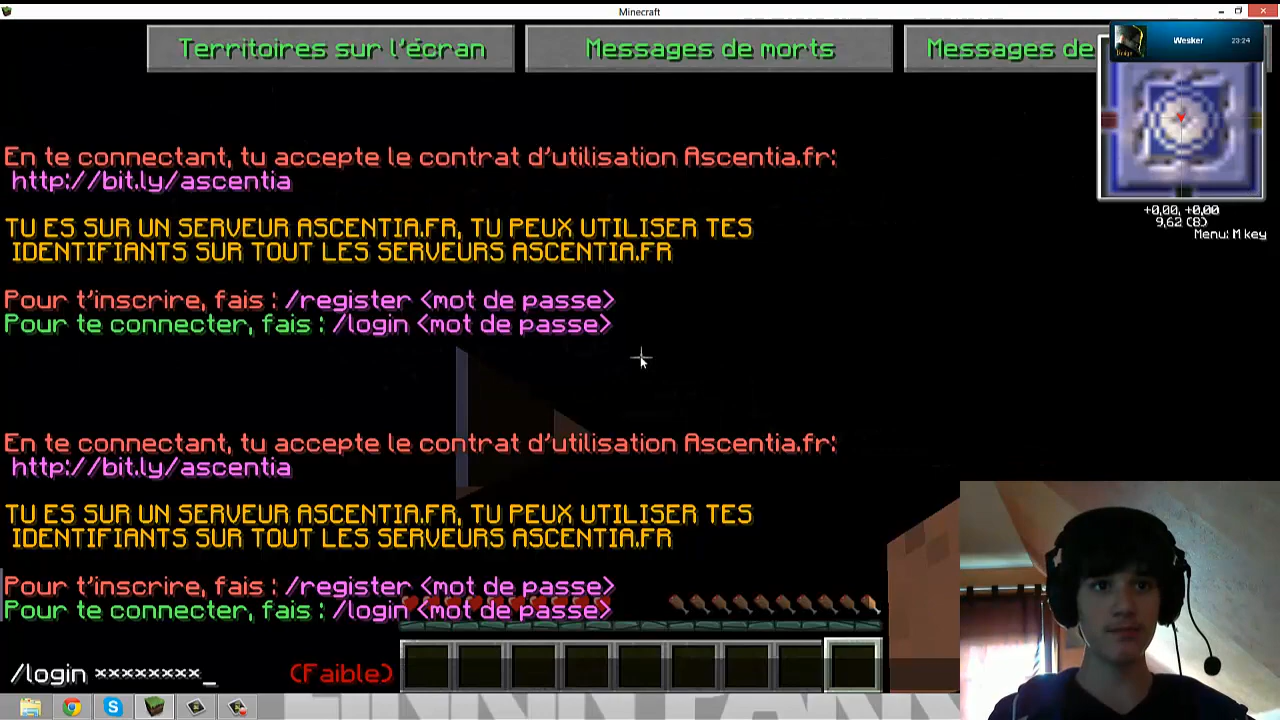 Minecraft
Territoires sur l'écran
Messages de morts
Messages de
Wesker
23:24
En te connectant, tu accepte le contrat d'utilisation Ascentia.fr:
http://bit.ly/ascentia
+0,00, +0,00
9,62 (8)
Menu: M key
TU ES SUR UN SERVEUR ASCENTIA.FR, TU PEUX UTILISER TES
IDENTIFIANTS SUR TOUT LES SERVEURS ASCENTIA.FR
Pour t'inscrire, fais : /register <mot de passe>
Pour te connecter, fais : /login <mot de passe>
En te connectant, tu accepte le contrat d'utilisation Ascentia.fr:
http://bit.ly/ascentia
TU ES SUR UN SERVEUR ASCENTIA.FR, TU PEUX UTILISER TES
IDENTIFIANTS SUR TOUT LES SERVEURS ASCENTIA.FR
Pour t'inscrire, fais : /register <mot de passe>
Pour te connecter, fais : /login <mot de passe>
/login ××××××××_ (Faible)